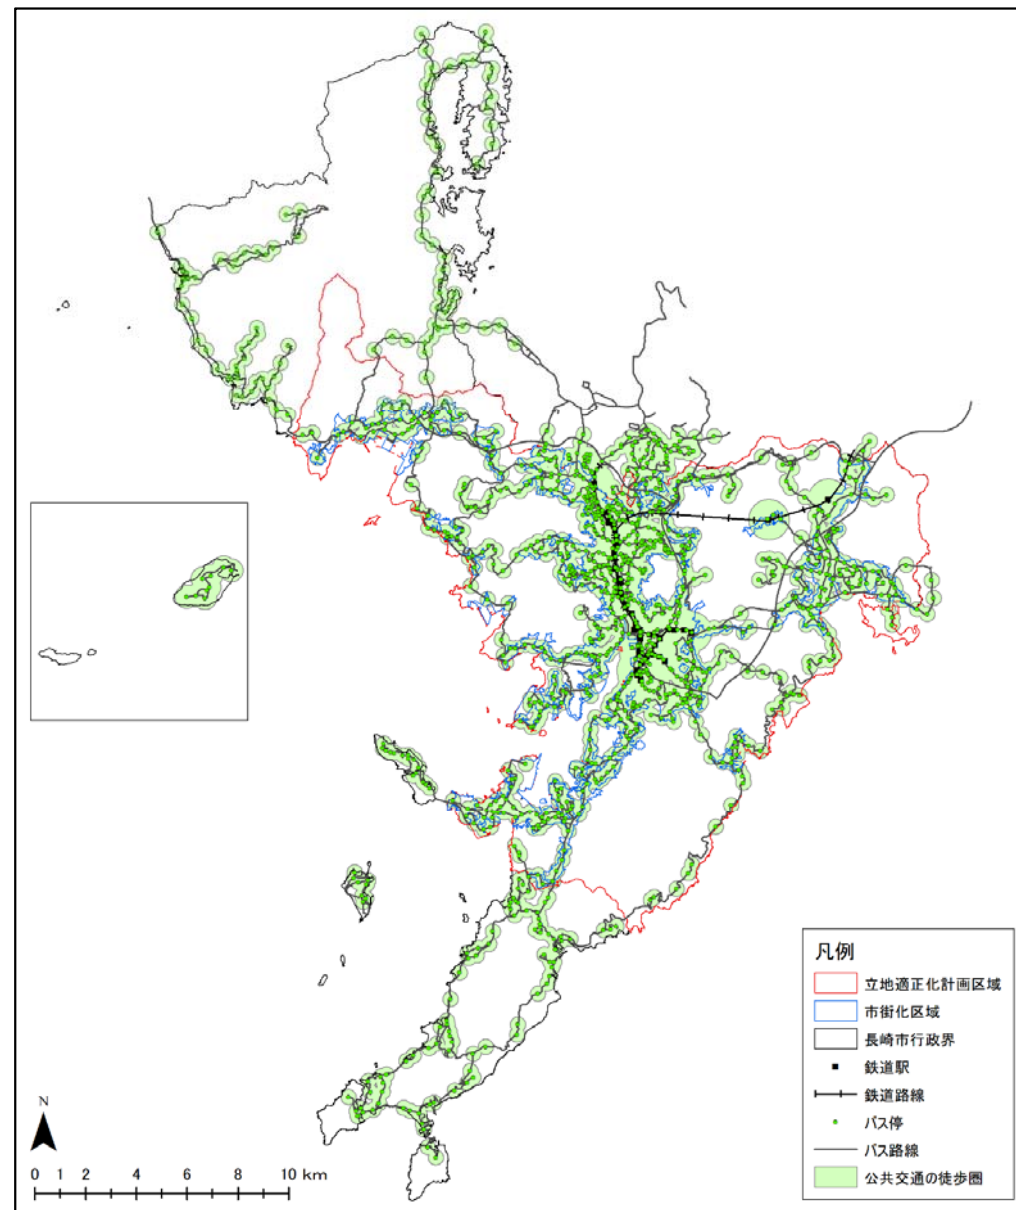 凡例
立地適正化計画区域
市街化区域
長崎市行政界
鉄道駅
鉄道路線
バス停
バス路線
公共交通の徒歩圏
N
0 1 2 4 6 8 10 km